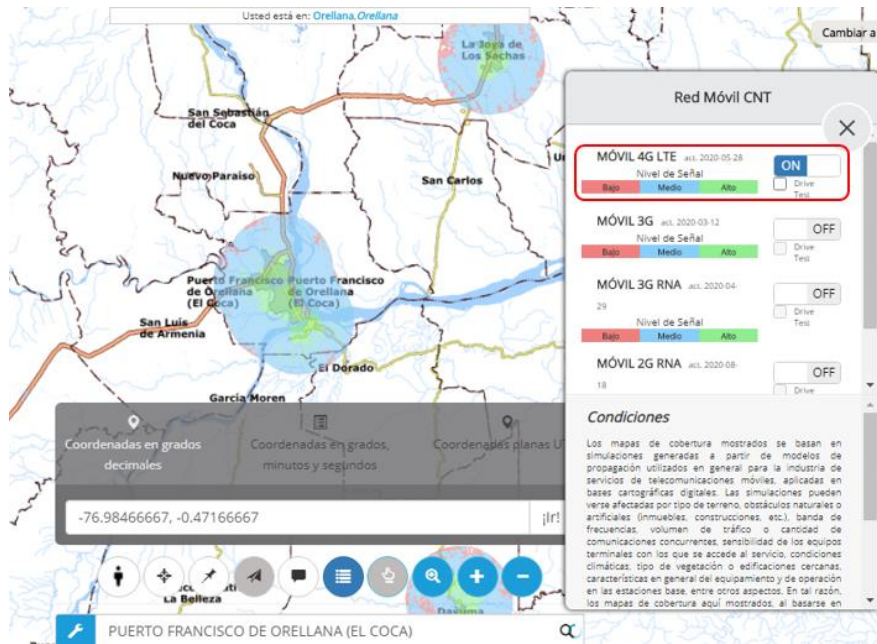 Usted está en: Orellana,Orellana
Cambiar a
La Joya de
Los Sachas
San Sebastián
del Coca
Nuevo Paraiso
San Carlos
Puerto Francisco
de Orellana
(El Coca)
Puerto Francisco
de Orellana
(El Coca)
San Luis
de Armenia
El Dorado
García Moren
La Belleza
Dayuma
Red Móvil CNT
MÓVIL 4G LTE act. 2020-05-28
Nivel de Señal
Bajo Medio Alto
ON
Drive
Test
MÓVIL 3G act. 2020-03-12
Nivel de Señal
Bajo Medio Alto
OFF
Drive
Test
MÓVIL 3G RNA act. 2020-04-
29
Nivel de Señal
Bajo Medio Alto
OFF
Drive
Test
MÓVIL 2G RNA act. 2020-08-
18
OFF
Drive
Condiciones
Los mapas de cobertura mostrados se basan en
simulaciones generadas a partir de modelos de
propagación utilizados en general para la industria de
servicios de telecomunicaciones móviles, aplicadas en
bases cartográficas digitales. Las simulaciones pueden
verse afectadas por tipo de terreno, obstáculos naturales o
artificiales (inmuebles, construcciones, etc.), banda de
frecuencias, volumen de tráfico o cantidad de
comunicaciones concurrentes, sensibilidad de los equipos
terminales con los que se accede al servicio, condiciones
climáticas, tipo de vegetación o edificaciones cercanas,
características en general del equipamiento y de operación
en las estaciones base, entre otros aspectos. En tal razón,
los mapas de cobertura aquí mostrados, al basarse en
Coordenadas en grados
decimales
Coordenadas en grados,
minutos y segundos
Coordenadas planas U
-76.98466667, -0.47166667
¡Ir!
PUERTO FRANCISCO DE ORELLANA (EL COCA)